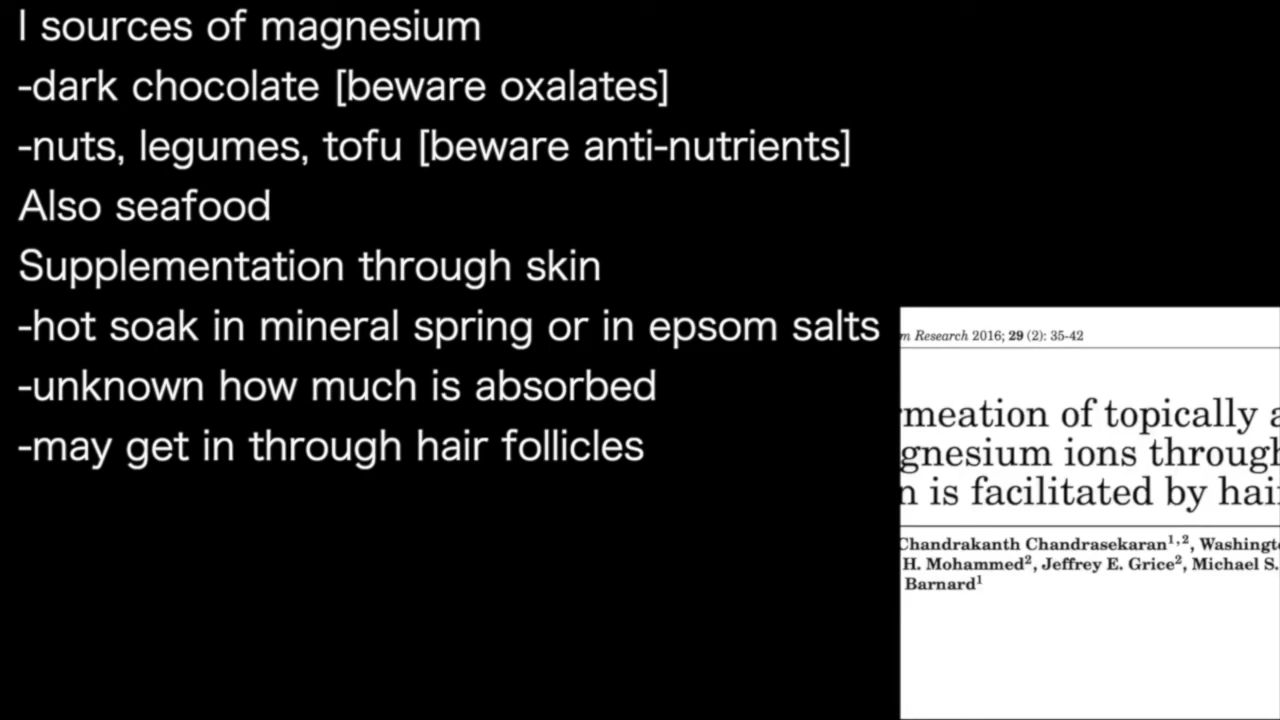 l sources of magnesium
-dark chocolate [beware oxalates]
-nuts, legumes, tofu [beware anti-nutrients]
Also seafood
Supplementation through skin
-hot soak in mineral spring or in epsom salts
-unknown how much is absorbed
-may get in through hair follicles
m Research 2016; 29 (2): 35-42
rmeation of topically a
gnesium ions through
n is facilitated by hair
Chandrakanth Chandrasekaran1,2, Washingt
H. Mohammed2, Jeffrey E. Grice2, Michael S.
Barnard1